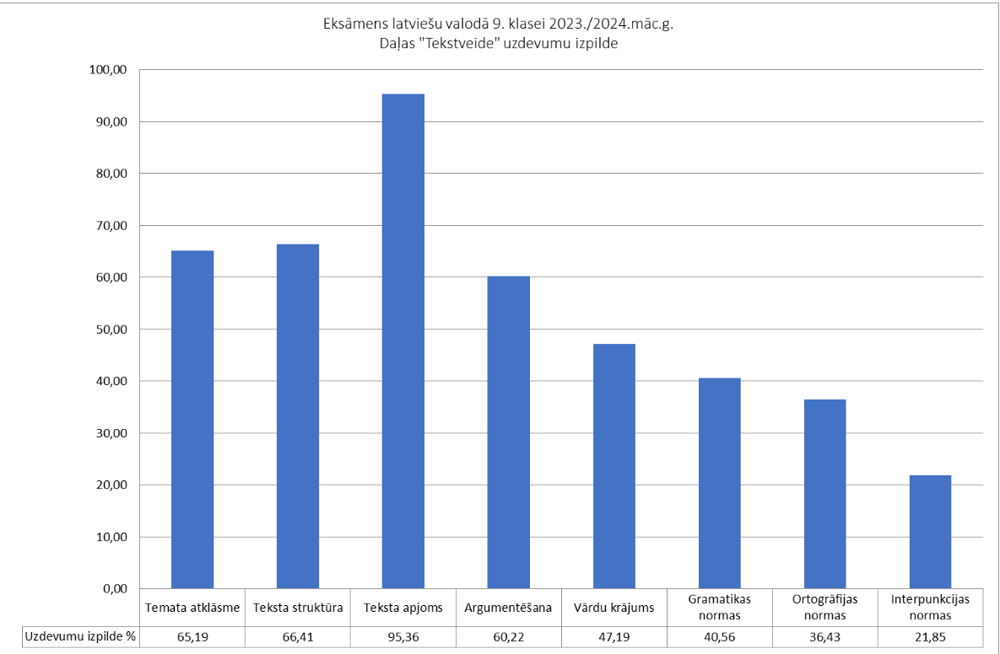 Eksāmens latviešu valodā 9. klasei 2023./2024.māc.g.
Daļas "Tekstveide" uzdevumu izpilde
100,00
90,00
80,00
70,00
60,00
50,00
40,00
30,00
20,00
10,00
0,00
Temata atklāsme Teksta struktūra Teksta apjoms Argumentēšana Vārdu krājums Gramatikas normas Ortogrāfijas normas Interpunkcijas normas
Uzdevumu izpilde % 65,19 66,41 95,36 60,22 47,19 40,56 36,43 21,85